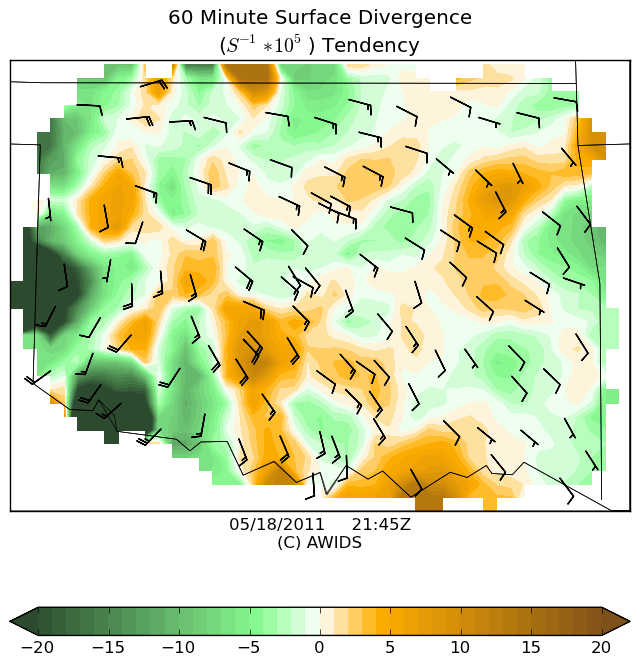 60 Minute Surface Divergence
(S⁻¹ *10⁵ ) Tendency
05/18/2011 21:45Z
(C) AWIDS
−20 −15 −10 −5 0 5 10 15 20